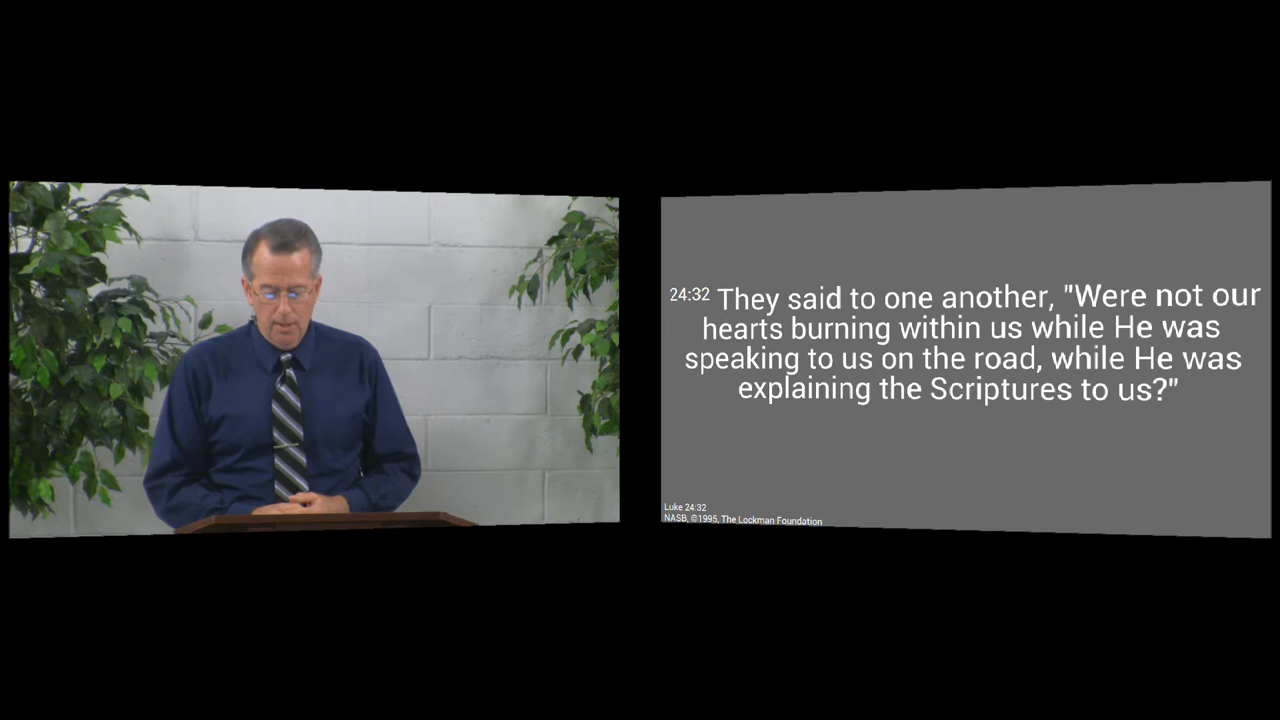 24:32 They said to one another, "Were not our
hearts burning within us while He was
speaking to us on the road, while He was
explaining the Scriptures to us?"
Luke 24:32
NASB, ©1995, The Lockman Foundation